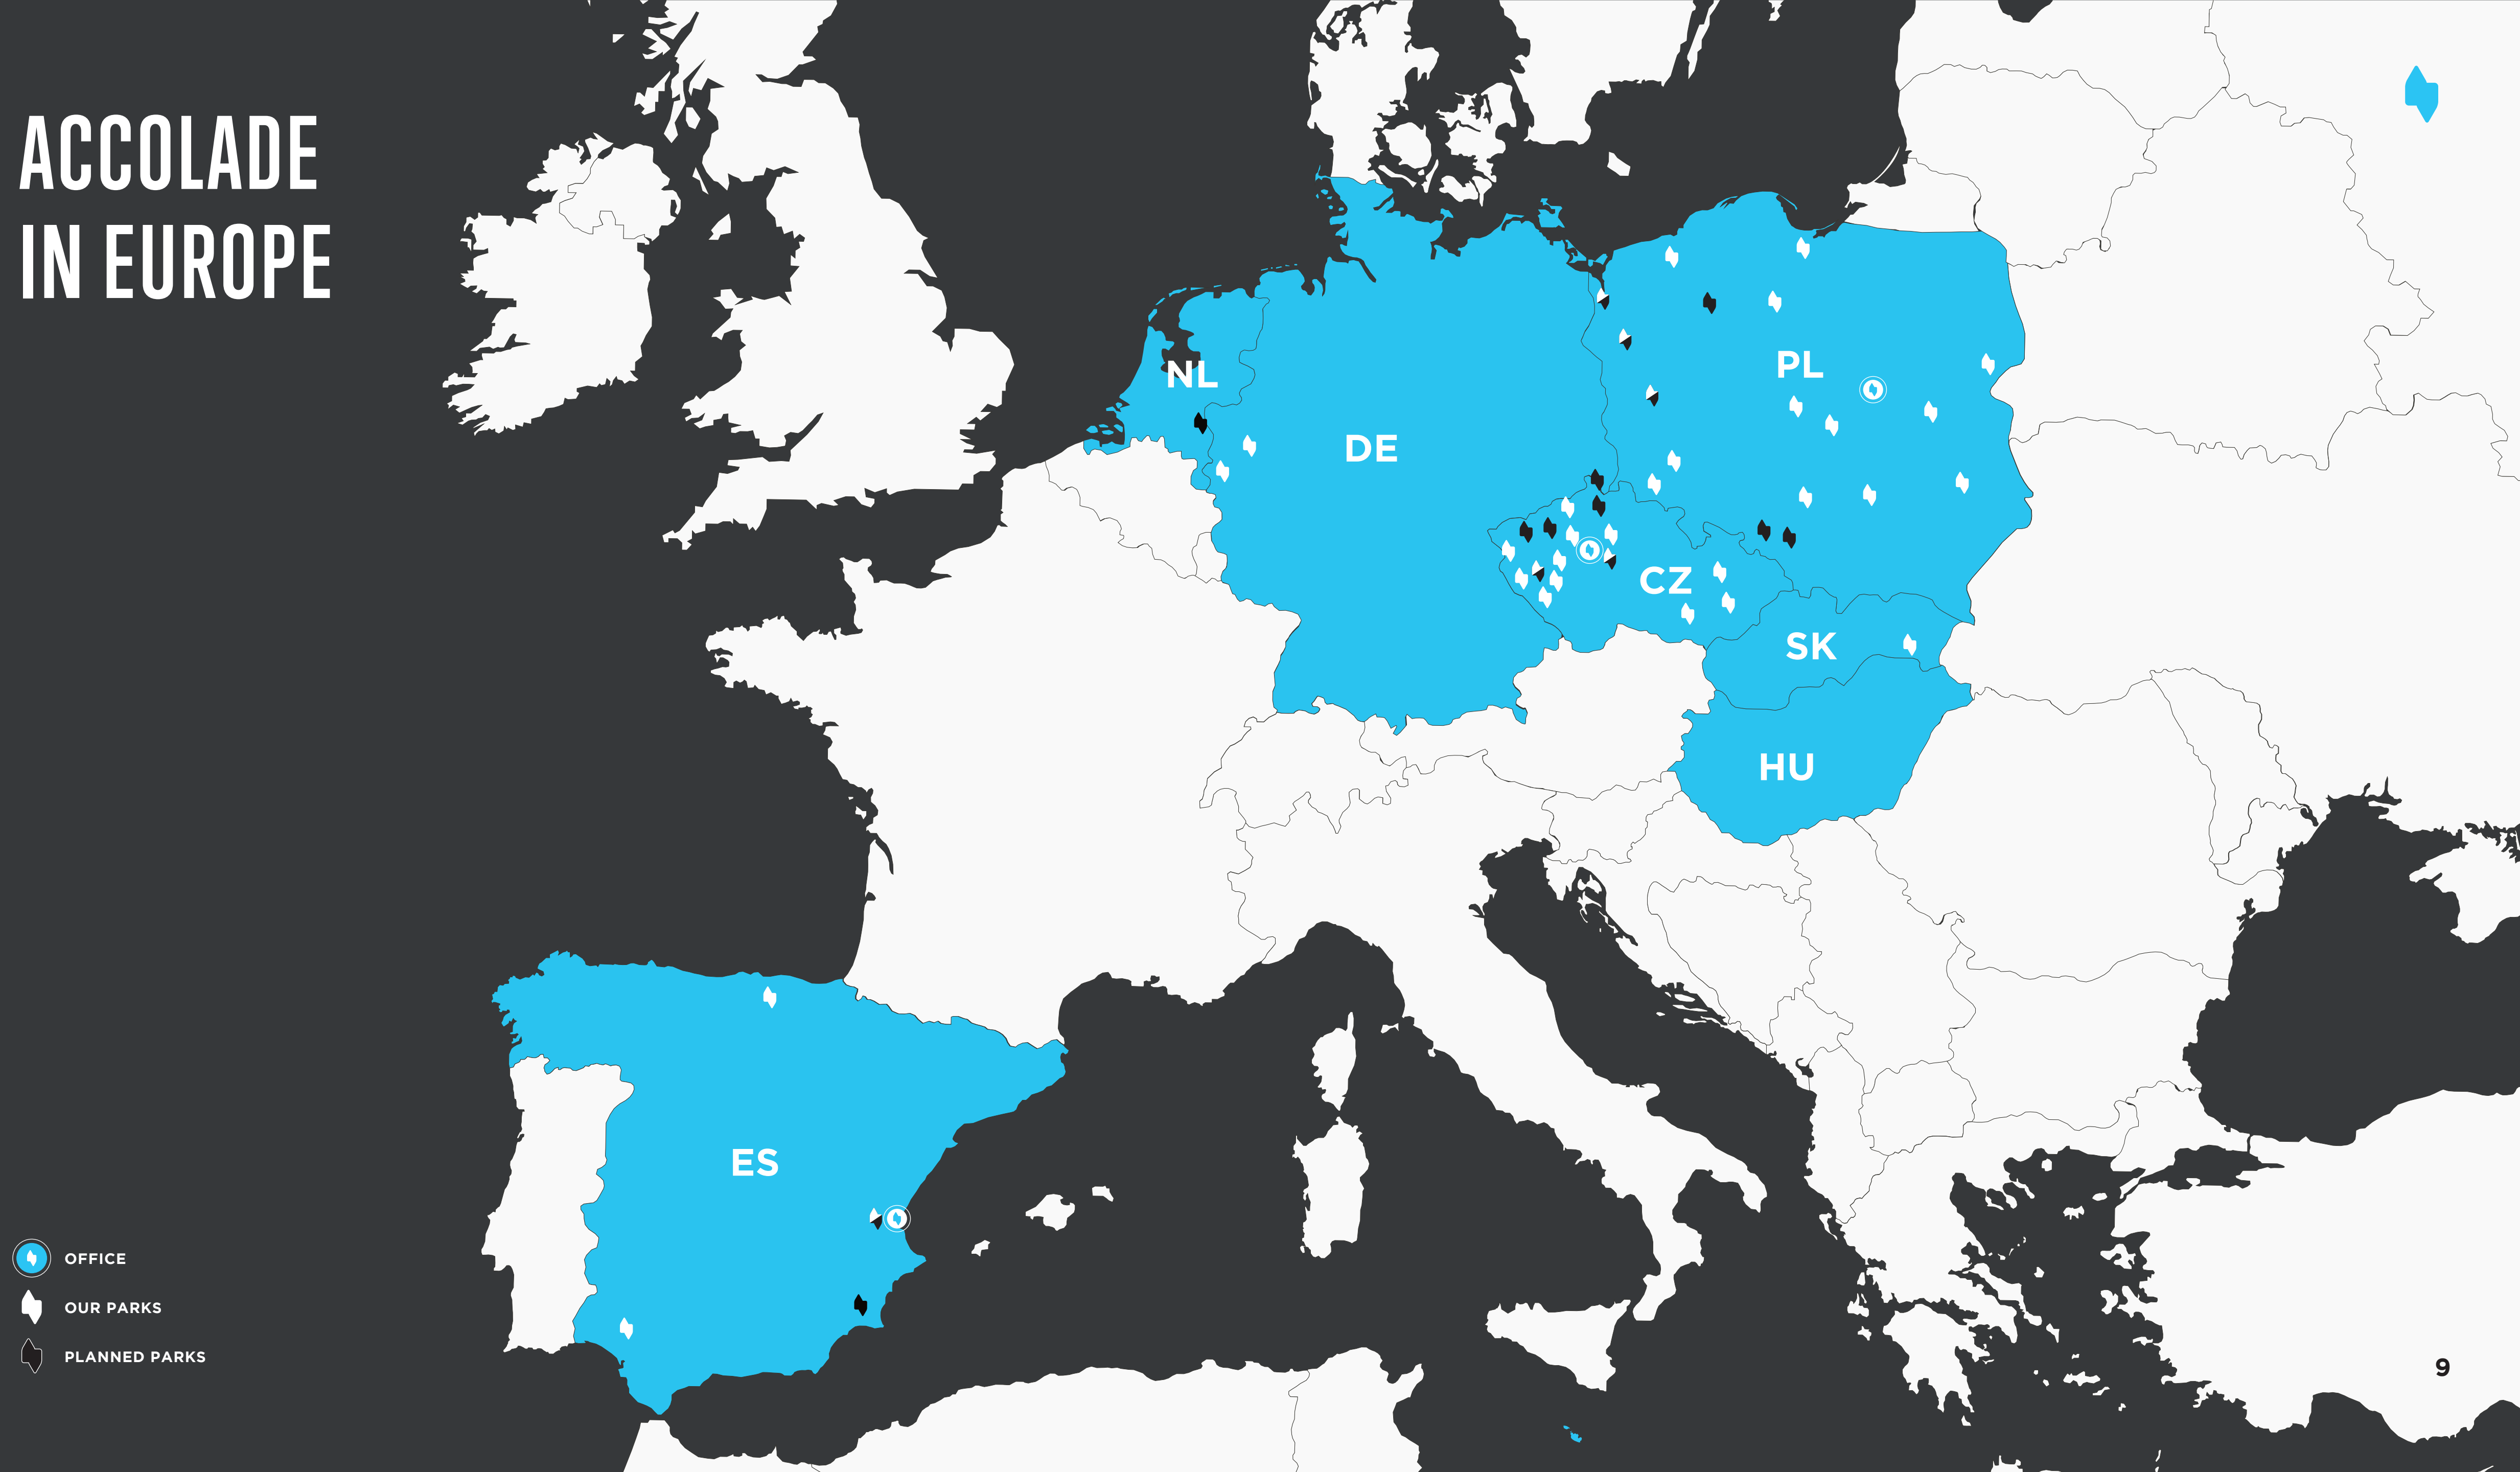 ACCOLADE
IN EUROPE
NL
PL
DE
CZ
SK
HU
ES
OFFICE
OUR PARKS
PLANNED PARKS
9